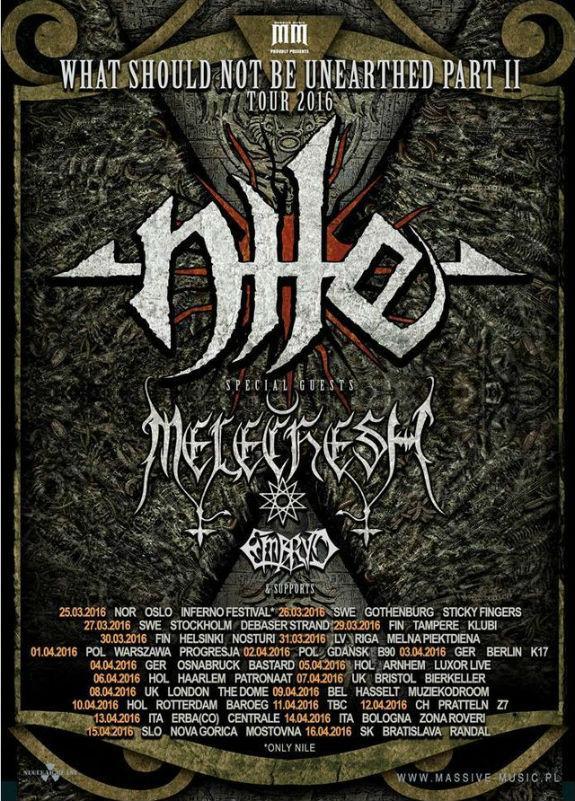 MM
PROUDLY PRESENTS
WHAT SHOULD NOT BE UNEARTHED PART II
TOUR 2016
nile
SPECIAL GUESTS
MELECHESH
EMBRYO
& SUPPORTS
25.03.2016 NOR OSLO INFERNO FESTIVAL* 26.03.2016 SWE GOTHENBURG STICKY FINGERS
27.03.2016 SWE STOCKHOLM DEBASER STRAND 29.03.2016 FIN TAMPERE KLUBI
30.03.2016 FIN HELSINKI NOSTURI 31.03.2016 LV RIGA MELNA PIEKTDIENA
01.04.2016 POL WARSZAWA PROGRESJA 02.04.2016 POL GDAŃSK B90 03.04.2016 GER BERLIN K17
04.04.2016 GER OSNABRUCK BASTARD 05.04.2016 HOL ARNHEM LUXOR LIVE
06.04.2016 HOL HAARLEM PATRONAAT 07.04.2016 UK BRISTOL BIERKELLER
08.04.2016 UK LONDON THE DOME 09.04.2016 BEL HASSELT MUZIEKODROOM
10.04.2016 HOL ROTTERDAM BAROEG 11.04.2016 TBC 12.04.2016 CH PRATTELN Z7
13.04.2016 ITA ERBA(CO) CENTRALE 14.04.2016 ITA BOLOGNA ZONA ROVERI
15.04.2016 SLO NOVA GORICA MOSTOVNA 16.04.2016 SK BRATISLAVA RANDAL
*ONLY NILE
NUCLEAR BLAST
WWW.MASSIVE-MUSIC.PL